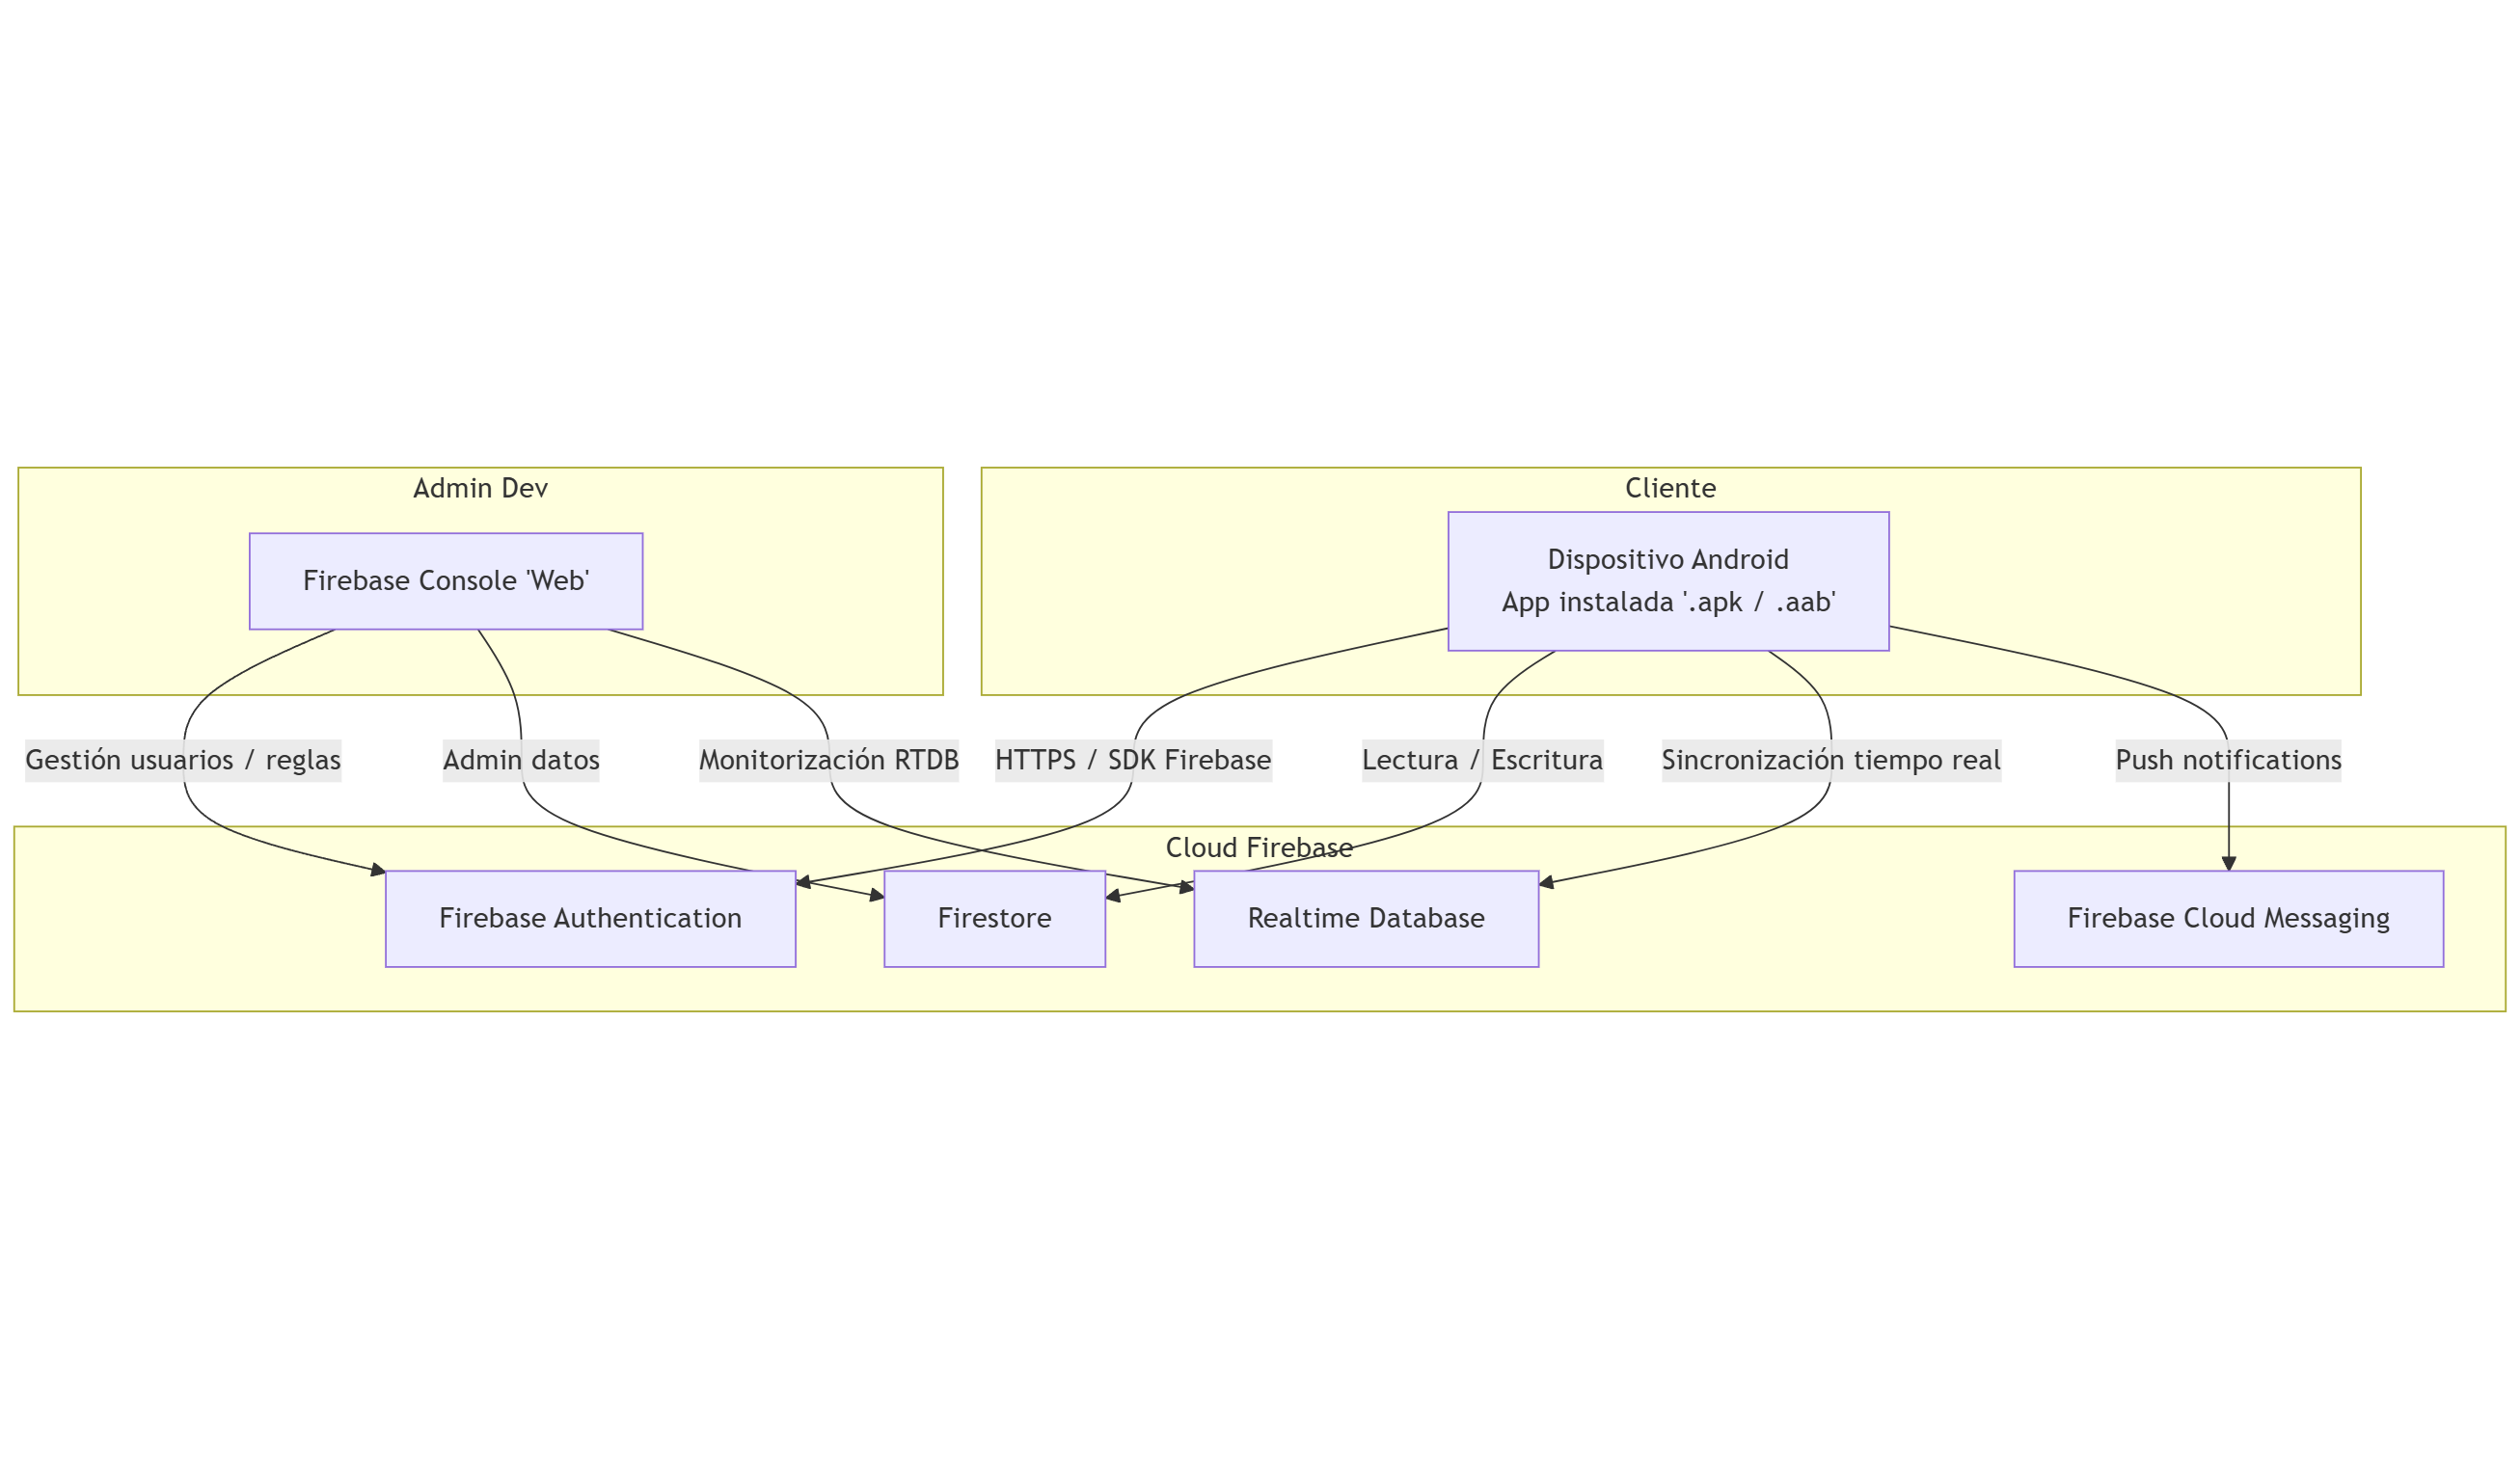 Admin Dev
Cliente
Firebase Console 'Web'
Dispositivo Android
App instalada '.apk / .aab'
Gestión usuarios / reglas
Admin datos
Monitorización RTDB
HTTPS / SDK Firebase
Lectura / Escritura
Sincronización tiempo real
Push notifications
Cloud Firebase
Firebase Authentication
Firestore
Realtime Database
Firebase Cloud Messaging